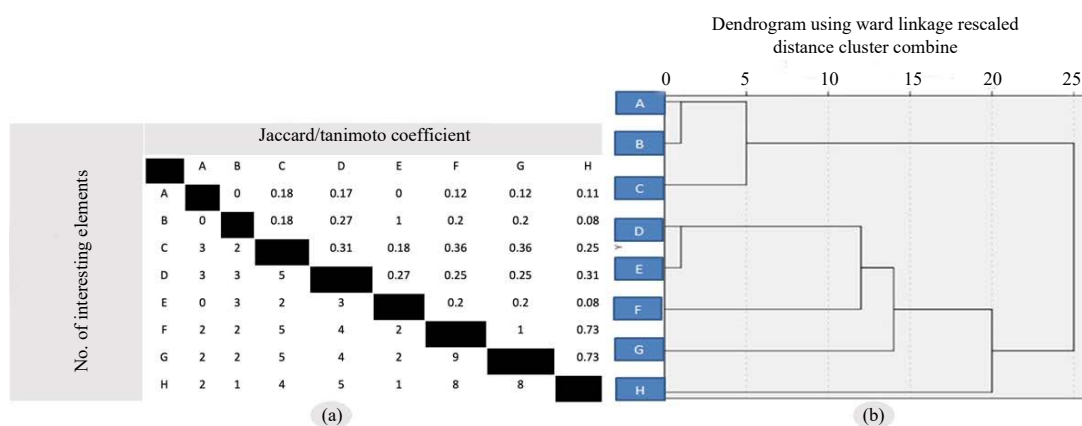 Dendrogram using ward linkage rescaled
distance cluster combine
0 5 10 15 20 25
Jaccard/tanimoto coefficient
No. of interesting elements
A B C D E F G H
A 0 0.18 0.17 0 0.12 0.12 0.11
B 0 0.18 0.27 1 0.2 0.2 0.08
C 3 2 0.31 0.18 0.36 0.36 0.25
D 3 3 5 0.27 0.25 0.25 0.31
E 0 3 2 3 0.2 0.2 0.08
F 2 2 5 4 2 1 0.73
G 2 2 5 4 2 9 0.73
H 2 1 4 5 1 8 8
A
B
C
D
Y
E
F
G
H
(a)
(b)